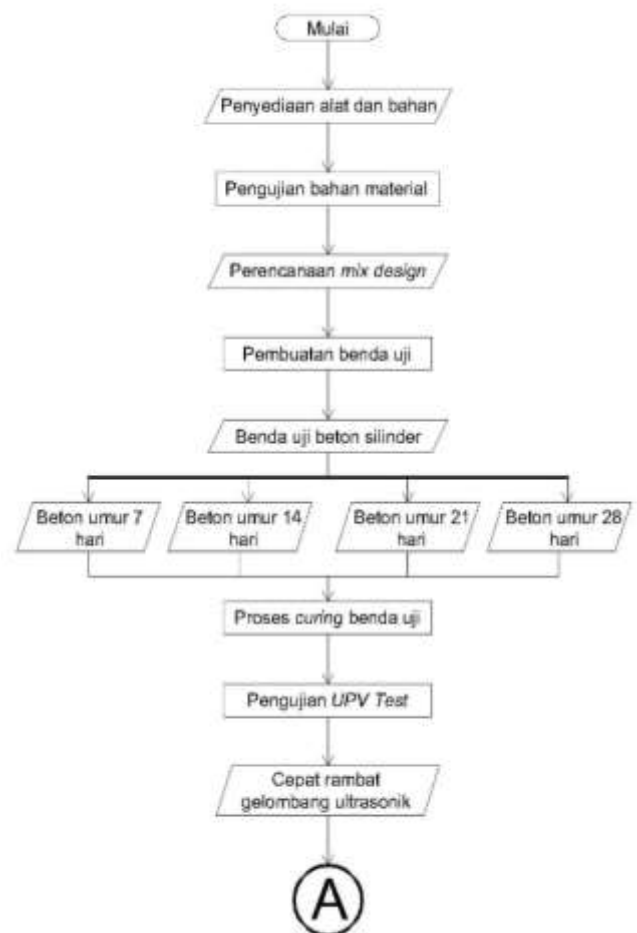 Mulai
Penyediaan alat dan bahan
Pengujian bahan material
Perencanaan mix design
Pembuatan benda uji
Benda uji beton silinder
Beton umur 7
hari
Beton umur 14
hari
Beton umur 21
hari
Beton umur 28
hari
Proses curing benda uji
Pengujian UPV Test
Cepat rambat
gelombang ultrasonik
A